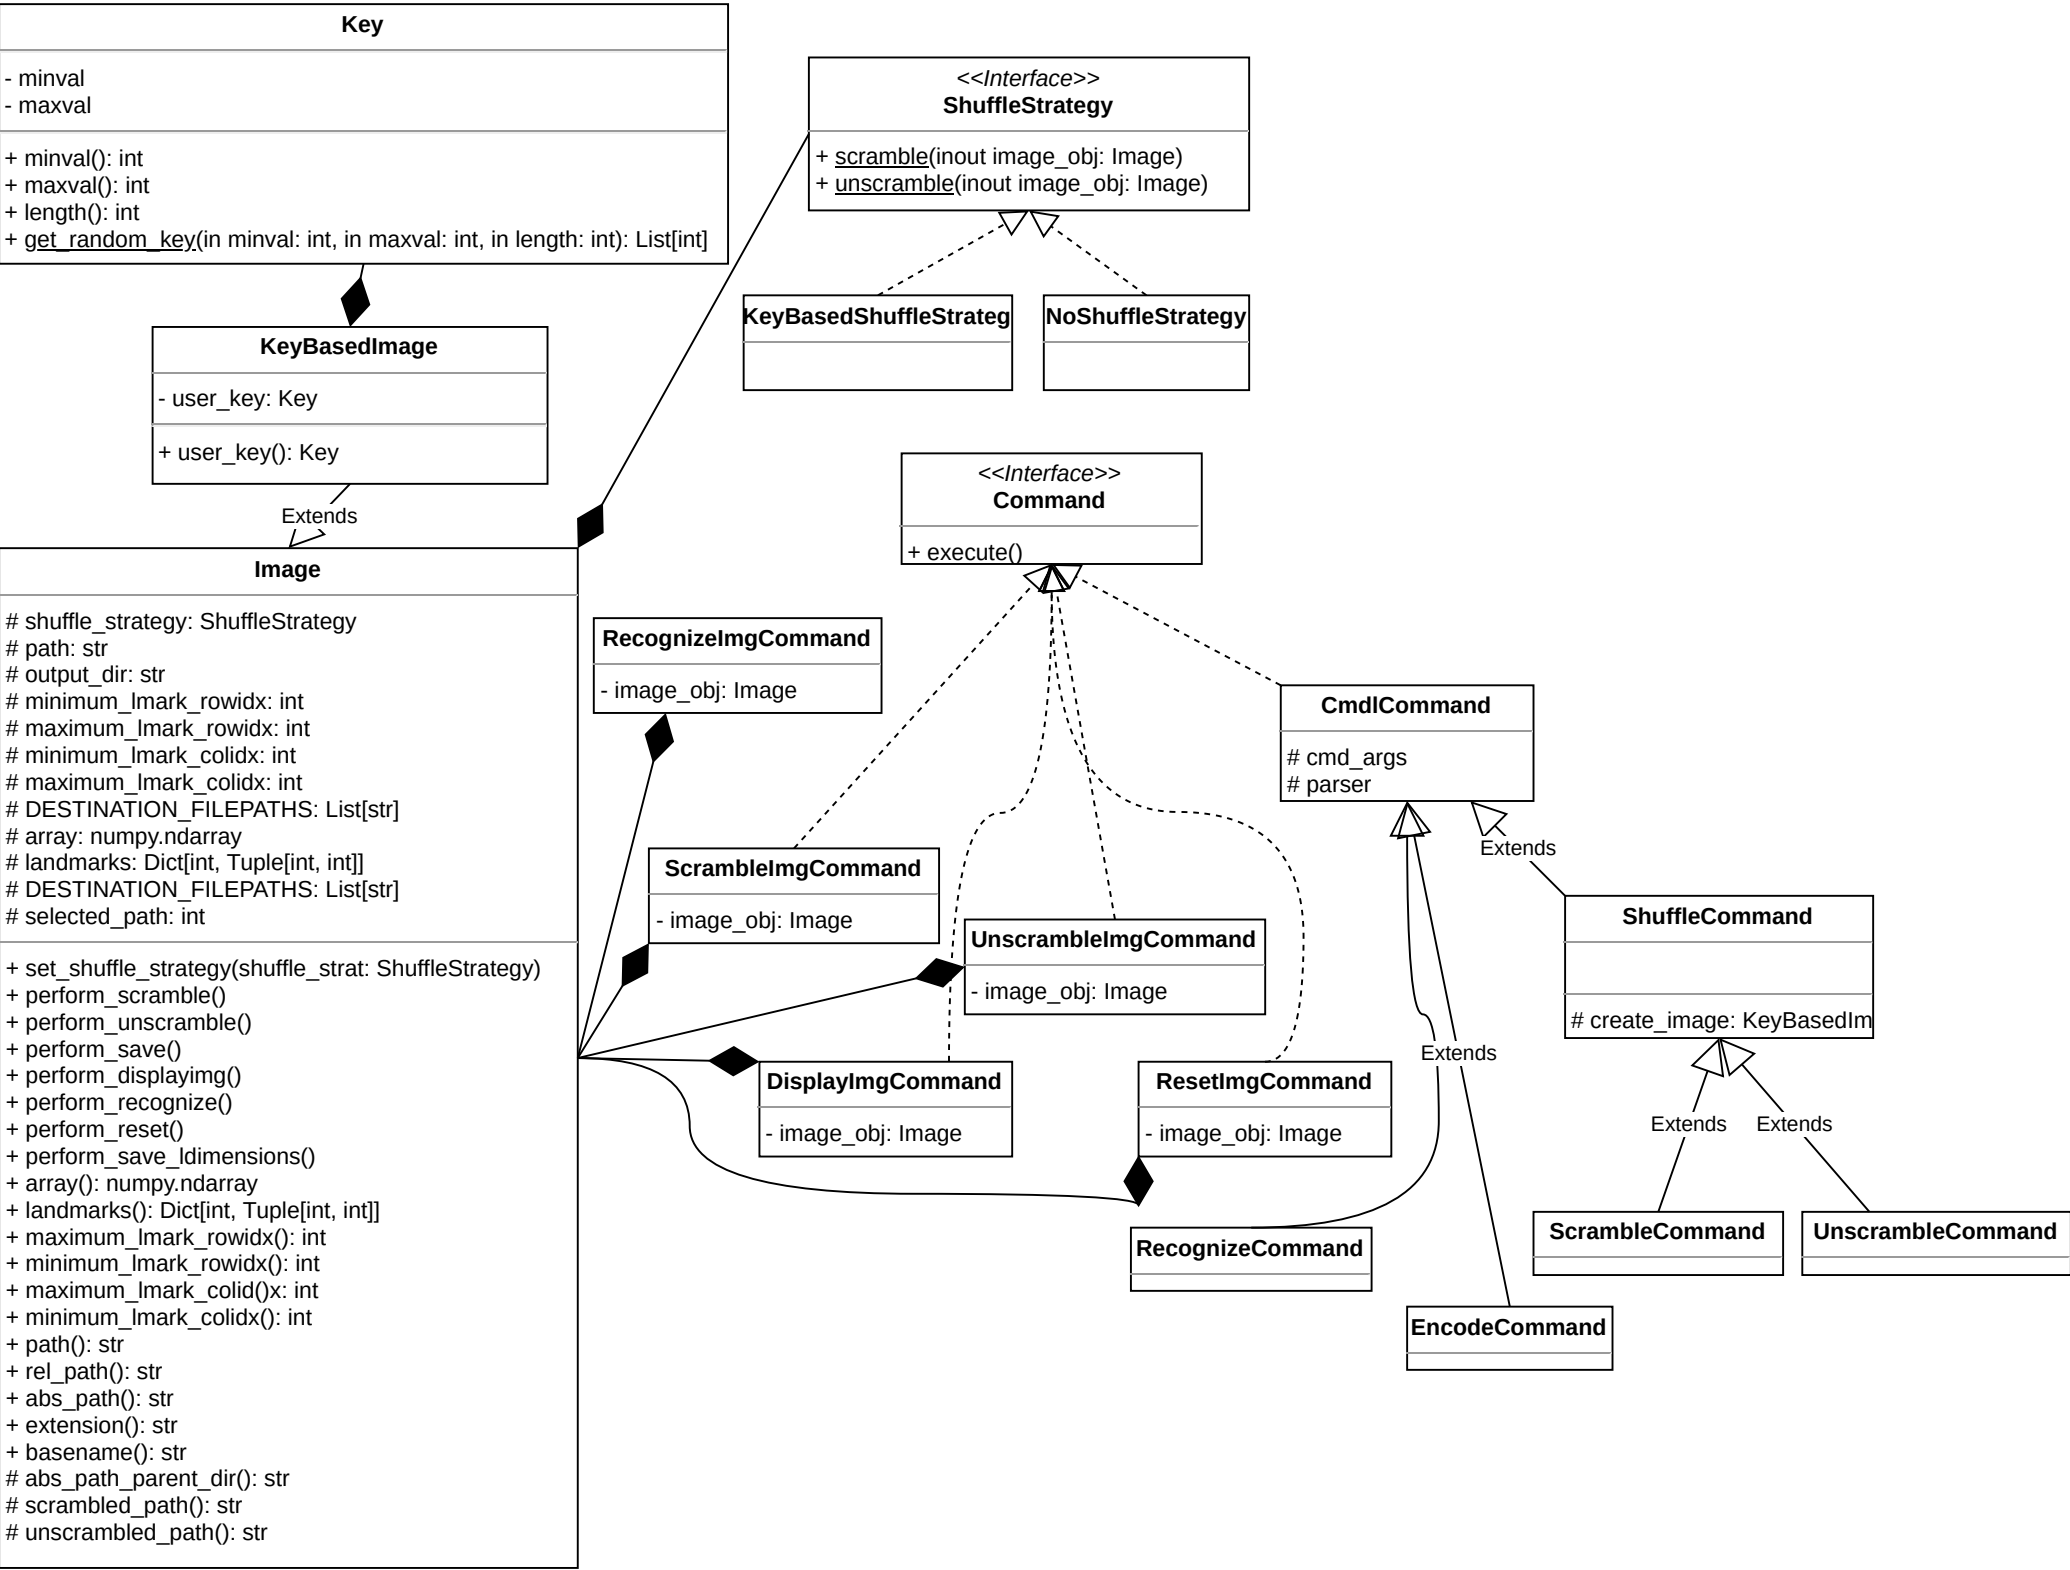 Key
- minval
- maxval
+ minval(): int
+ maxval(): int
+ length(): int
+ get_random_key(in minval: int, in maxval: int, in length: int): List[int]
<<Interface>>
ShuffleStrategy
+ scramble(inout image_obj: Image)
+ unscramble(inout image_obj: Image)
KeyBasedShuffleStrateg
NoShuffleStrategy
KeyBasedImage
- user_key: Key
+ user_key(): Key
Extends
Image
# shuffle_strategy: ShuffleStrategy
# path: str
# output_dir: str
# minimum_lmark_rowidx: int
# maximum_lmark_rowidx: int
# minimum_lmark_colidx: int
# maximum_lmark_colidx: int
# DESTINATION_FILEPATHS: List[str]
# array: numpy.ndarray
# landmarks: Dict[int, Tuple[int, int]]
# DESTINATION_FILEPATHS: List[str]
# selected_path: int
+ set_shuffle_strategy(shuffle_strat: ShuffleStrategy)
+ perform_scramble()
+ perform_unscramble()
+ perform_save()
+ perform_displayimg()
+ perform_recognize()
+ perform_reset()
+ perform_save_ldimensions()
+ array(): numpy.ndarray
+ landmarks(): Dict[int, Tuple[int, int]]
+ maximum_lmark_rowidx(): int
+ minimum_lmark_rowidx(): int
+ maximum_lmark_colid()x: int
+ minimum_lmark_colidx(): int
+ path(): str
+ rel_path(): str
+ abs_path(): str
+ extension(): str
+ basename(): str
# abs_path_parent_dir(): str
# scrambled_path(): str
# unscrambled_path(): str
<<Interface>>
Command
+ execute()
RecognizeImgCommand
- image_obj: Image
CmdlCommand
# cmd_args
# parser
Extends
ScrambleImgCommand
- image_obj: Image
UnscrambleImgCommand
- image_obj: Image
ShuffleCommand
# create_image: KeyBasedIm
Extends
DisplayImgCommand
- image_obj: Image
ResetImgCommand
- image_obj: Image
Extends
Extends
RecognizeCommand
ScrambleCommand
UnscrambleCommand
EncodeCommand